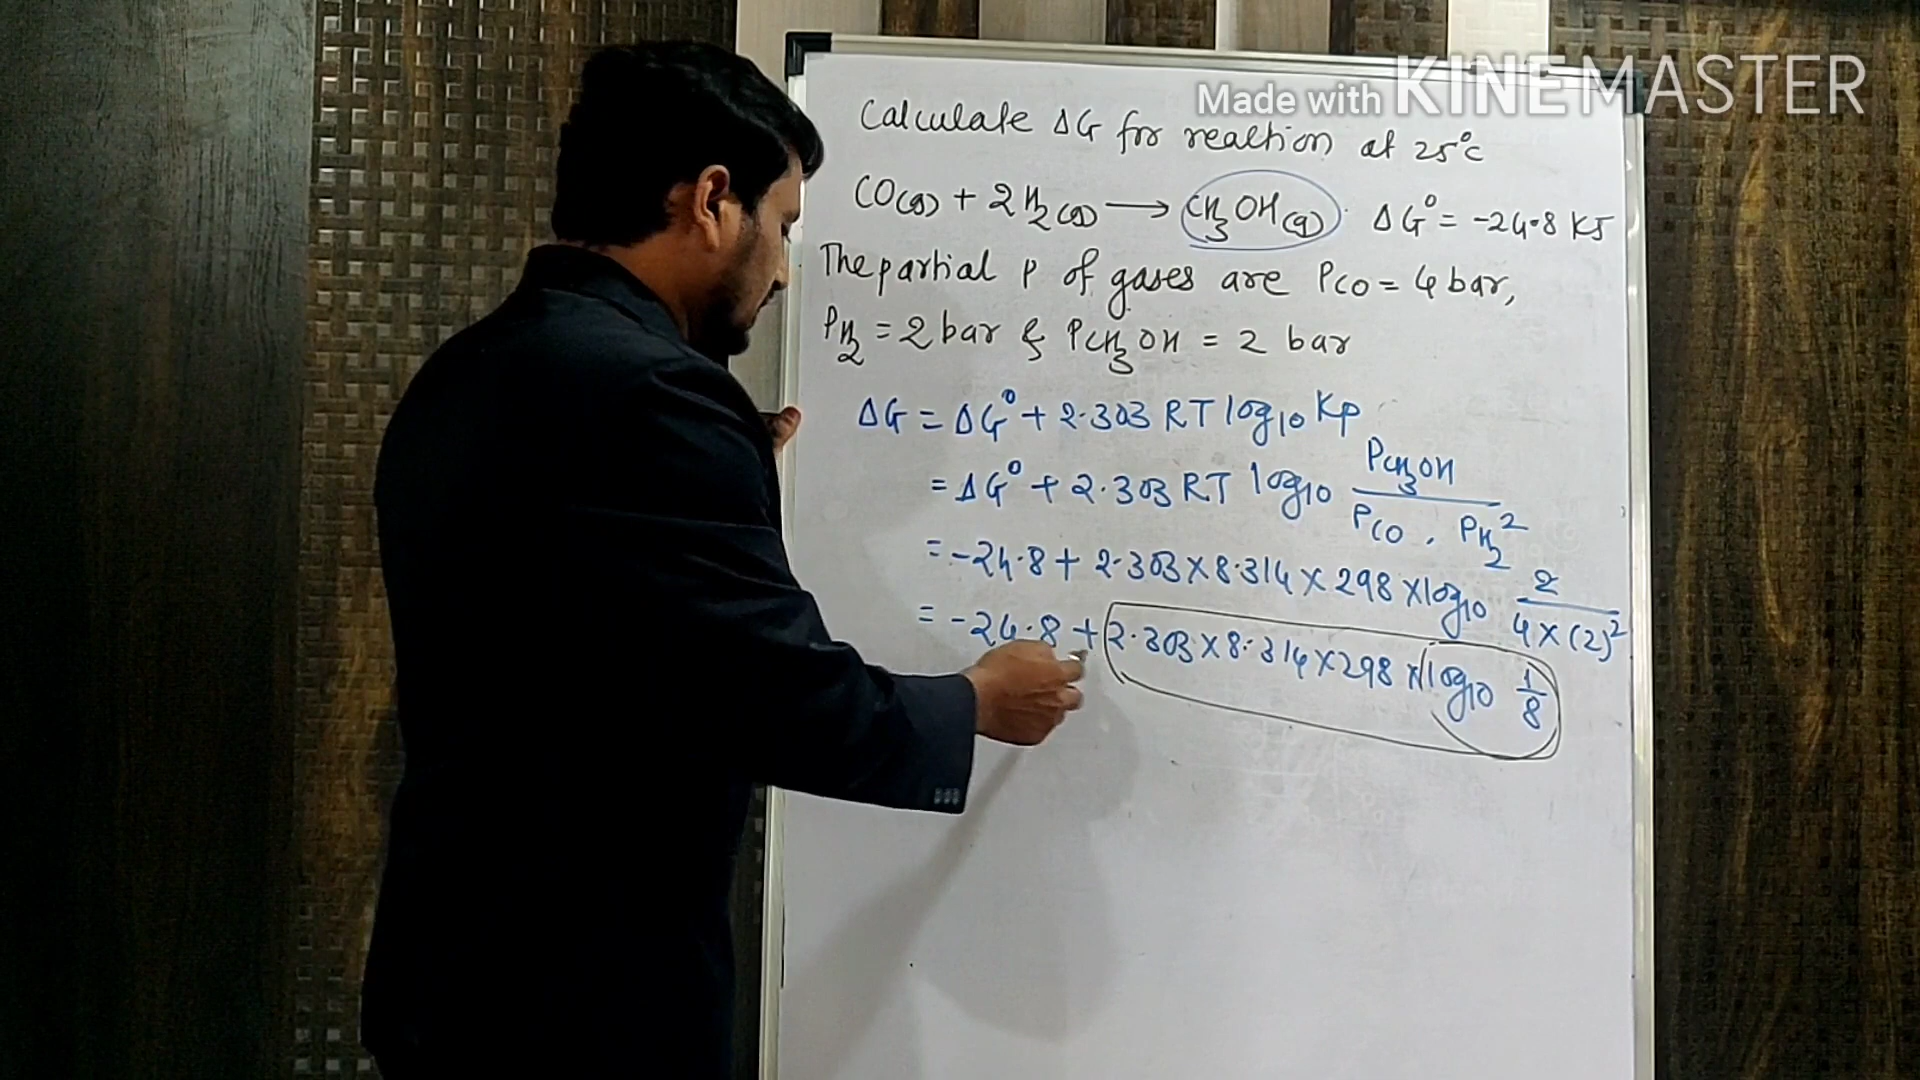 Made with KINEMASTER
Calculate ΔG for reaction at 25°C
CO(g) + 2H₂(g) ⟶ CH₃OH(g) ΔG° = -24.8 KJ
The partial P of gases are Pco = 4 bar,
PH₂ = 2 bar & PCH₃OH = 2 bar
ΔG = ΔG° + 2.303 RT log₁₀ Kp
= ΔG° + 2.303 RT log₁₀ PCH₃OH / PCO . PH₂²
= -24.8 + 2.303 × 8.314 × 298 × log₁₀ 2 / 4 × (2)²
= -24.8 + 2.303 × 8.314 × 298 × log₁₀ 1/8